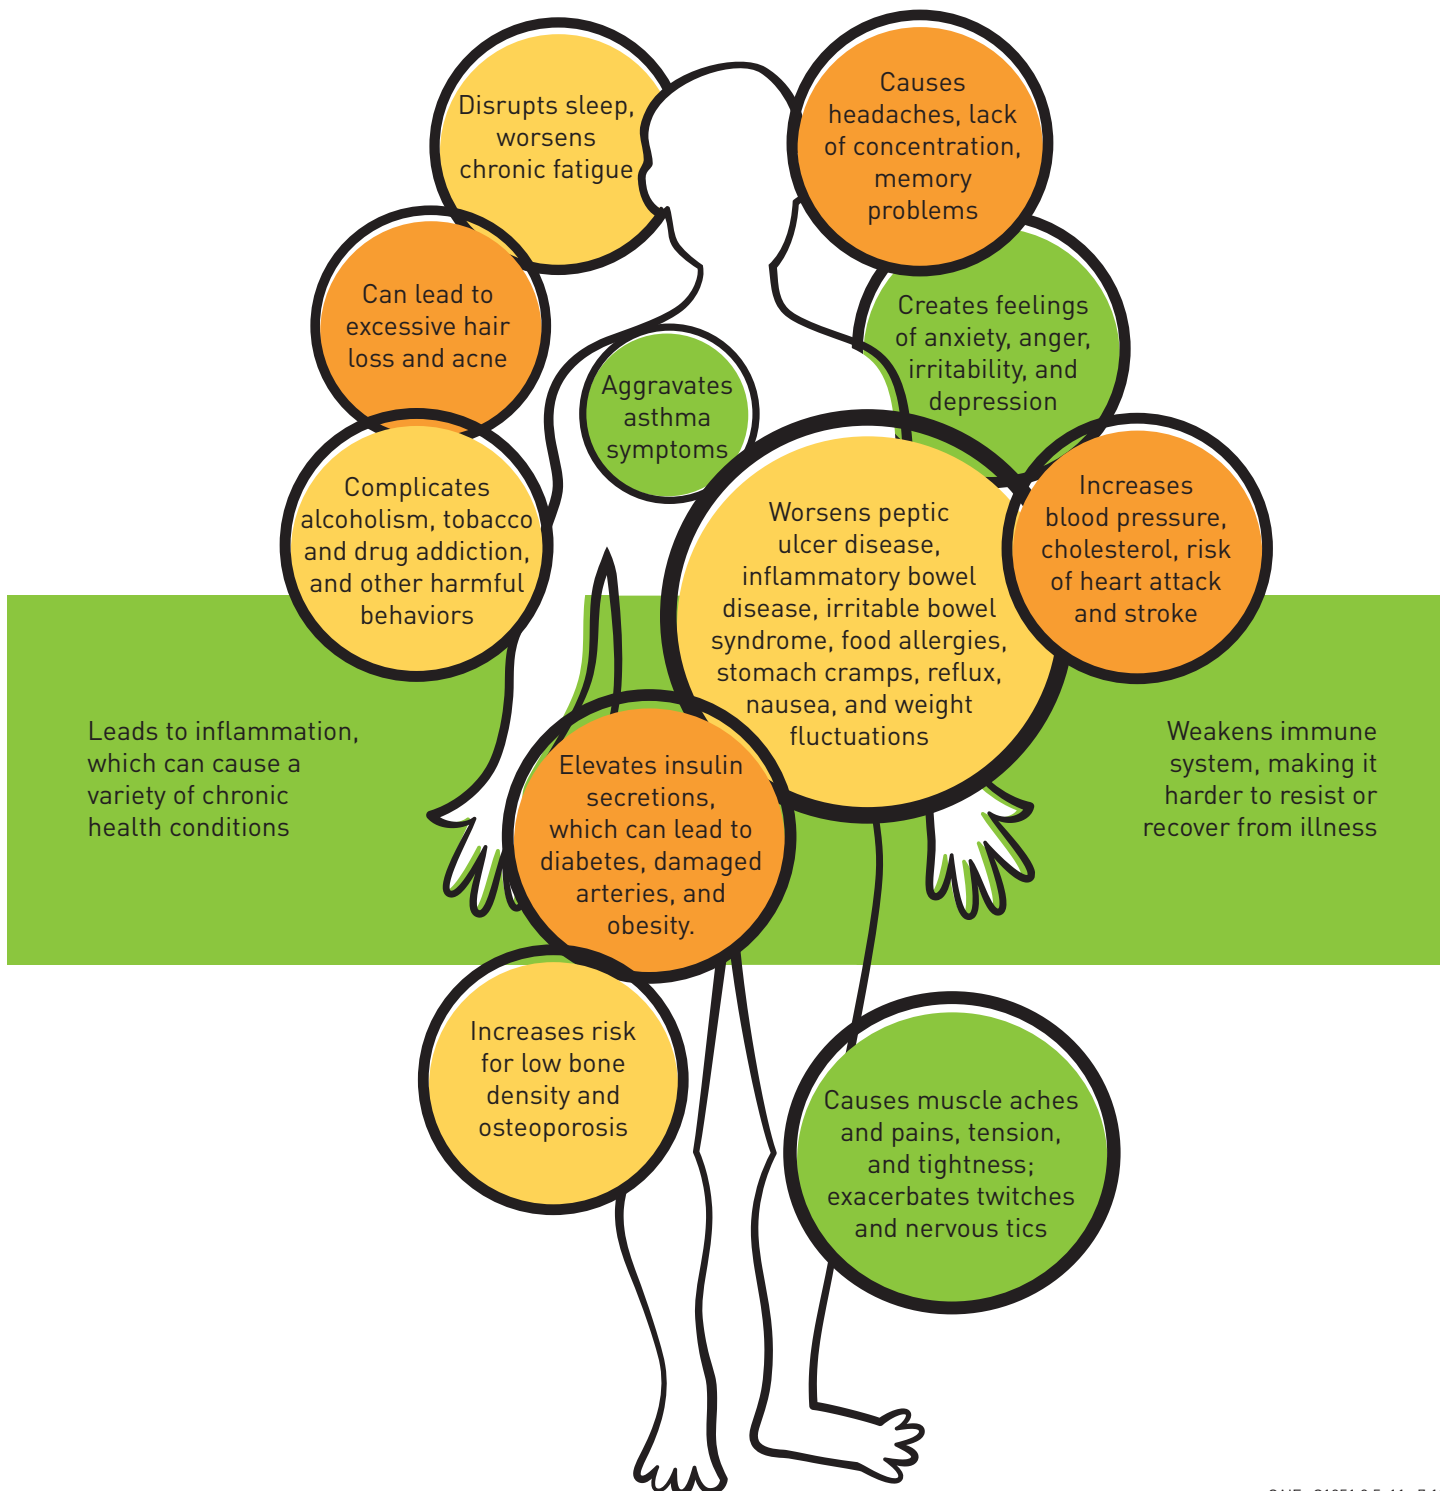 Disrupts sleep,
worsens
chronic fatigue
Causes
headaches, lack
of concentration,
memory
problems
Can lead to
excessive hair
loss and acne
Creates feelings
of anxiety, anger,
irritability, and
depression
Aggravates
asthma
symptoms
Complicates
alcoholism, tobacco
and drug addiction,
and other harmful
behaviors
Worsens peptic
ulcer disease,
inflammatory bowel
disease, irritable bowel
syndrome, food allergies,
stomach cramps, reflux,
nausea, and weight
fluctuations
Increases
blood pressure,
cholesterol, risk
of heart attack
and stroke
Leads to inflammation,
which can cause a
variety of chronic
health conditions
Weakens immune
system, making it
harder to resist or
recover from illness
Elevates insulin
secretions,
which can lead to
diabetes, damaged
arteries, and
obesity.
Increases risk
for low bone
density and
osteoporosis
Causes muscle aches
and pains, tension,
and tightness;
exacerbates twitches
and nervous tics